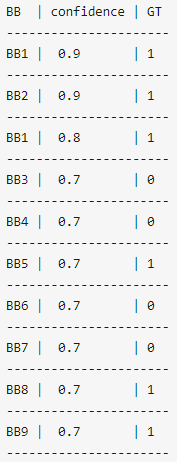 BB | confidence | GT
---------------------
BB1 | 0.9 | 1
---------------------
BB2 | 0.9 | 1
---------------------
BB1 | 0.8 | 1
---------------------
BB3 | 0.7 | 0
---------------------
BB4 | 0.7 | 0
---------------------
BB5 | 0.7 | 1
---------------------
BB6 | 0.7 | 0
---------------------
BB7 | 0.7 | 0
---------------------
BB8 | 0.7 | 1
---------------------
BB9 | 0.7 | 1
---------------------